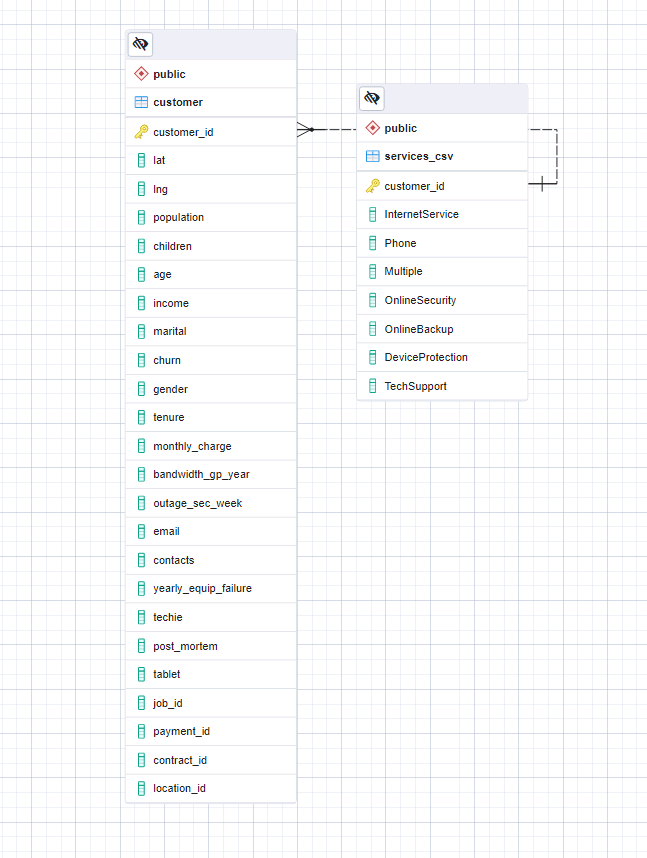 public
customer
customer_id
lat
lng
population
children
age
income
marital
churn
gender
tenure
monthly_charge
bandwidth_gp_year
outage_sec_week
email
contacts
yearly_equip_failure
techie
post_mortem
tablet
job_id
payment_id
contract_id
location_id
public
services_csv
customer_id
InternetService
Phone
Multiple
OnlineSecurity
OnlineBackup
DeviceProtection
TechSupport